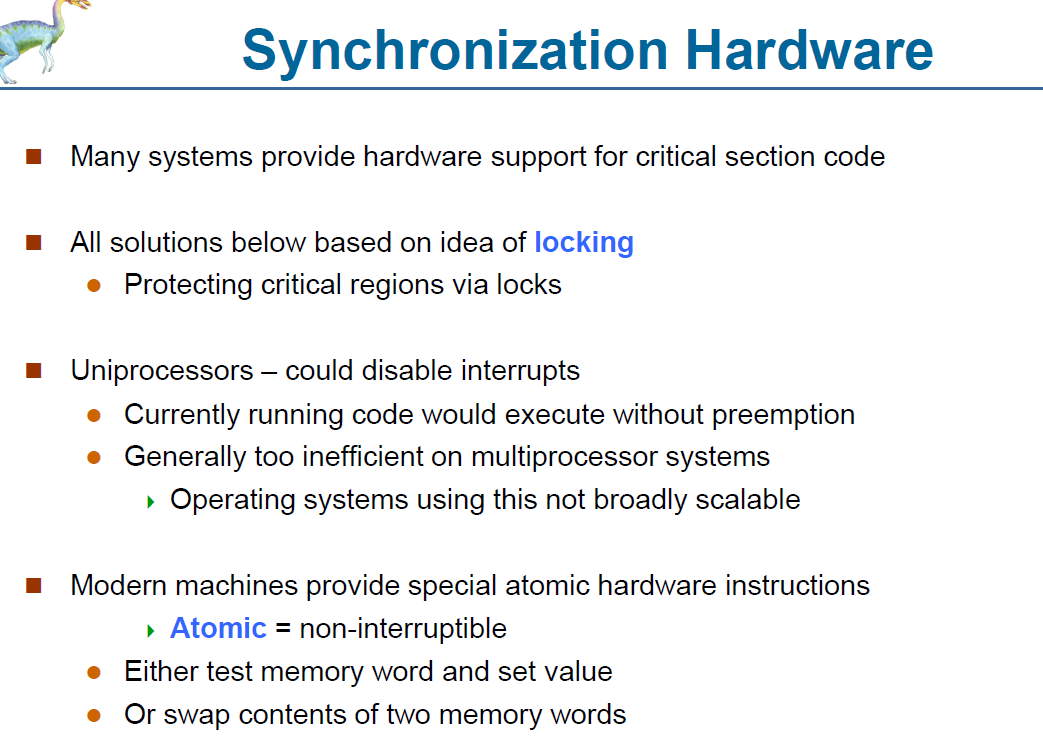 Synchronization Hardware
Many systems provide hardware support for critical section code
All solutions below based on idea of locking
Protecting critical regions via locks
Uniprocessors – could disable interrupts
Currently running code would execute without preemption
Generally too inefficient on multiprocessor systems
Operating systems using this not broadly scalable
Modern machines provide special atomic hardware instructions
Atomic = non-interruptible
Either test memory word and set value
Or swap contents of two memory words